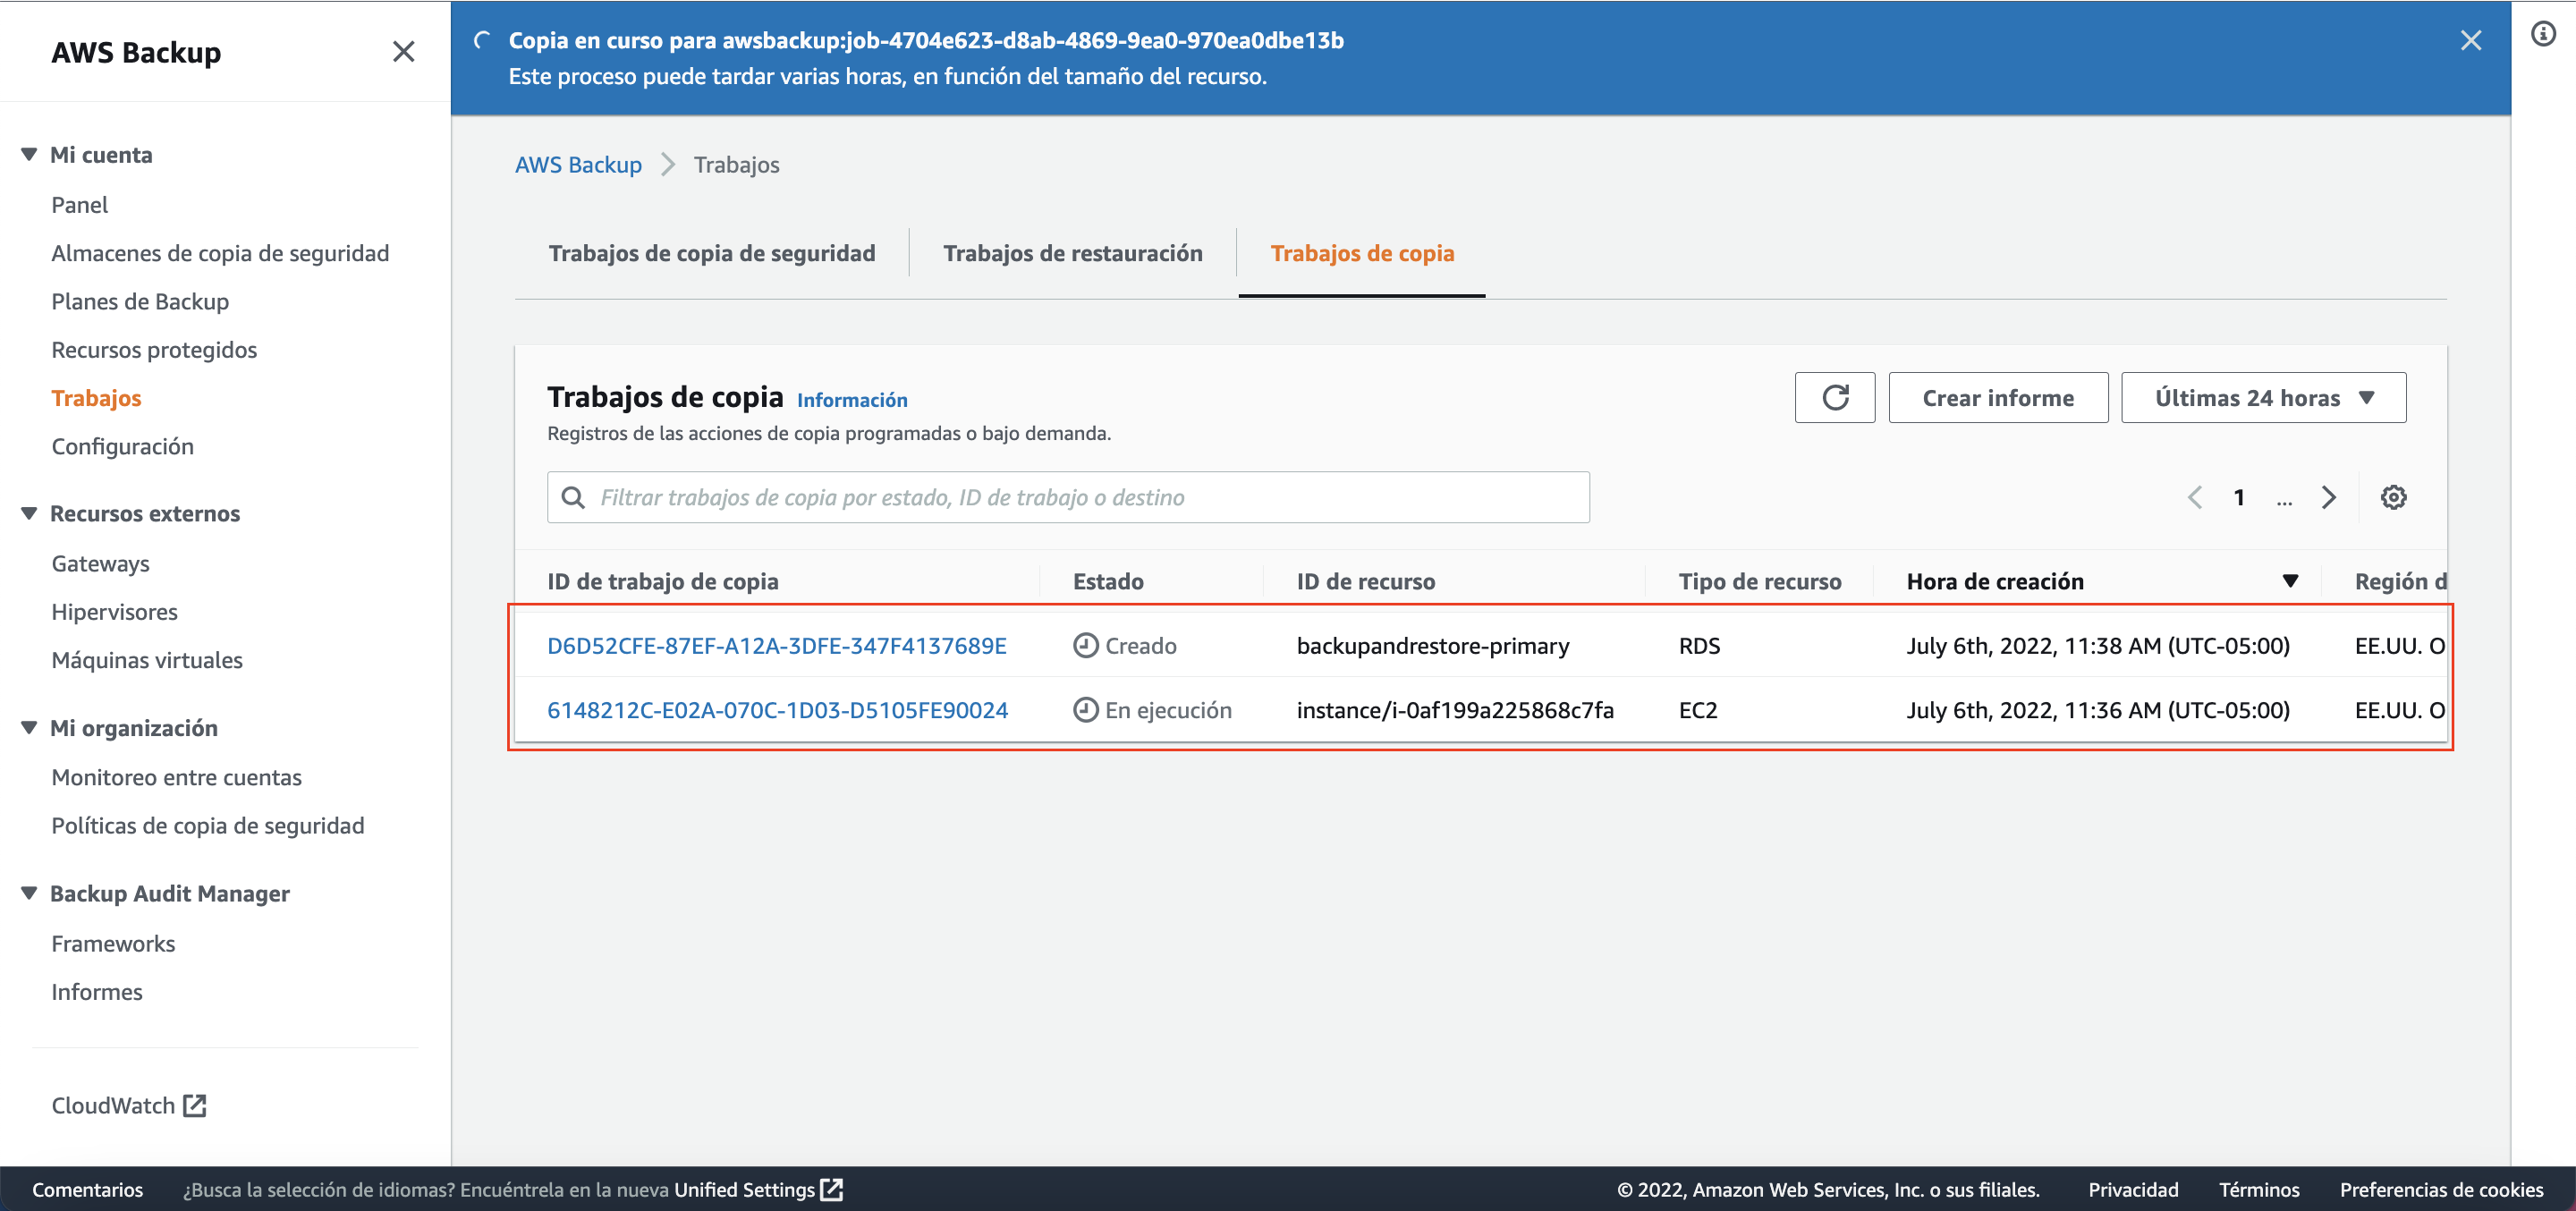 AWS Backup
Mi cuenta
Panel
Almacenes de copia de seguridad
Planes de Backup
Recursos protegidos
Trabajos
Configuración
Recursos externos
Gateways
Hipervisores
Máquinas virtuales
Mi organización
Monitoreo entre cuentas
Políticas de copia de seguridad
Backup Audit Manager
Frameworks
Informes
CloudWatch
Copia en curso para awsbackup:job-4704e623-d8ab-4869-9ea0-970ea0dbe13b
Este proceso puede tardar varias horas, en función del tamaño del recurso.
AWS Backup > Trabajos
Trabajos de copia de seguridad Trabajos de restauración Trabajos de copia
Trabajos de copia Información
Registros de las acciones de copia programadas o bajo demanda.
Crear informe Últimas 24 horas
Filtrar trabajos de copia por estado, ID de trabajo o destino
1 ...
ID de trabajo de copia Estado ID de recurso Tipo de recurso Hora de creación Región d
D6D52CFE-87EF-A12A-3DFE-347F4137689E Creado backupandrestore-primary RDS July 6th, 2022, 11:38 AM (UTC-05:00) EE.UU. O
6148212C-E02A-070C-1D03-D5105FE90024 En ejecución instance/i-0af199a225868c7fa EC2 July 6th, 2022, 11:36 AM (UTC-05:00) EE.UU. O
Comentarios ¿Busca la selección de idiomas? Encuéntrela en la nueva Unified Settings © 2022, Amazon Web Services, Inc. o sus filiales. Privacidad Términos Preferencias de cookies